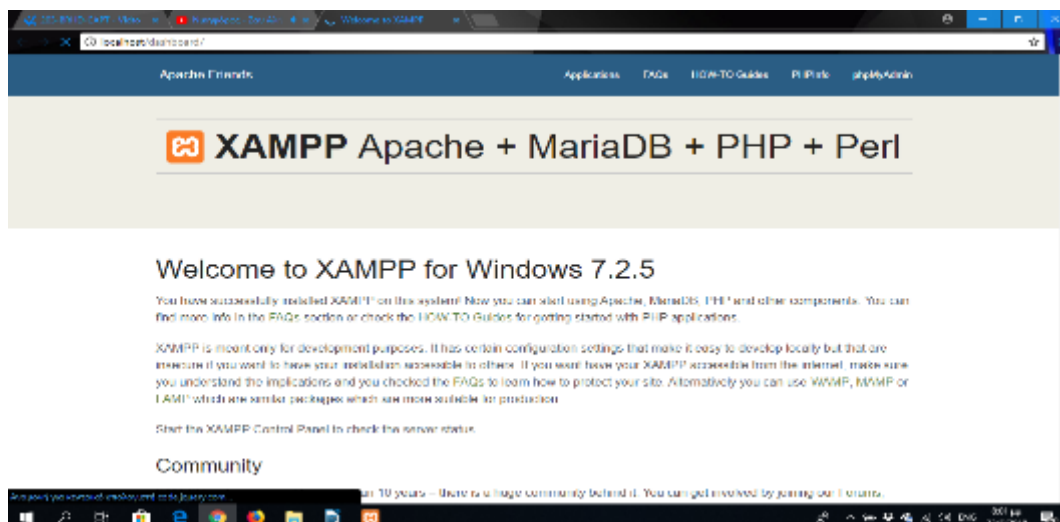 Welcome to XAMPP
localhost/dashboard/
Apache Friends
Applications FAQs HOW-TO Guides PHPInfo phpMyAdmin
XAMPP Apache + MariaDB + PHP + Perl
Welcome to XAMPP for Windows 7.2.5
You have successfully installed XAMPP on this system! Now you can start using Apache, MariaDB, PHP and other components. You can
find more info in the FAQs section or check the HOW-TO Guides for getting started with PHP applications.
XAMPP is meant only for development purposes. It has certain configuration settings that make it easy to develop locally but that are
insecure if you want to have your installation accessible to others. If you want have your XAMPP accessible from the internet, make sure
you understand the implications and you checked the FAQs to learn how to protect your site. Alternatively you can use WAMP, MAMP or
LAMP which are similar packages which are more suitable for production.
Start the XAMPP Control Panel to check the server status.
Community
an 10 years – there is a huge community behind it. You can get involved by joining our Forums,
code.jquery.com...
ENG